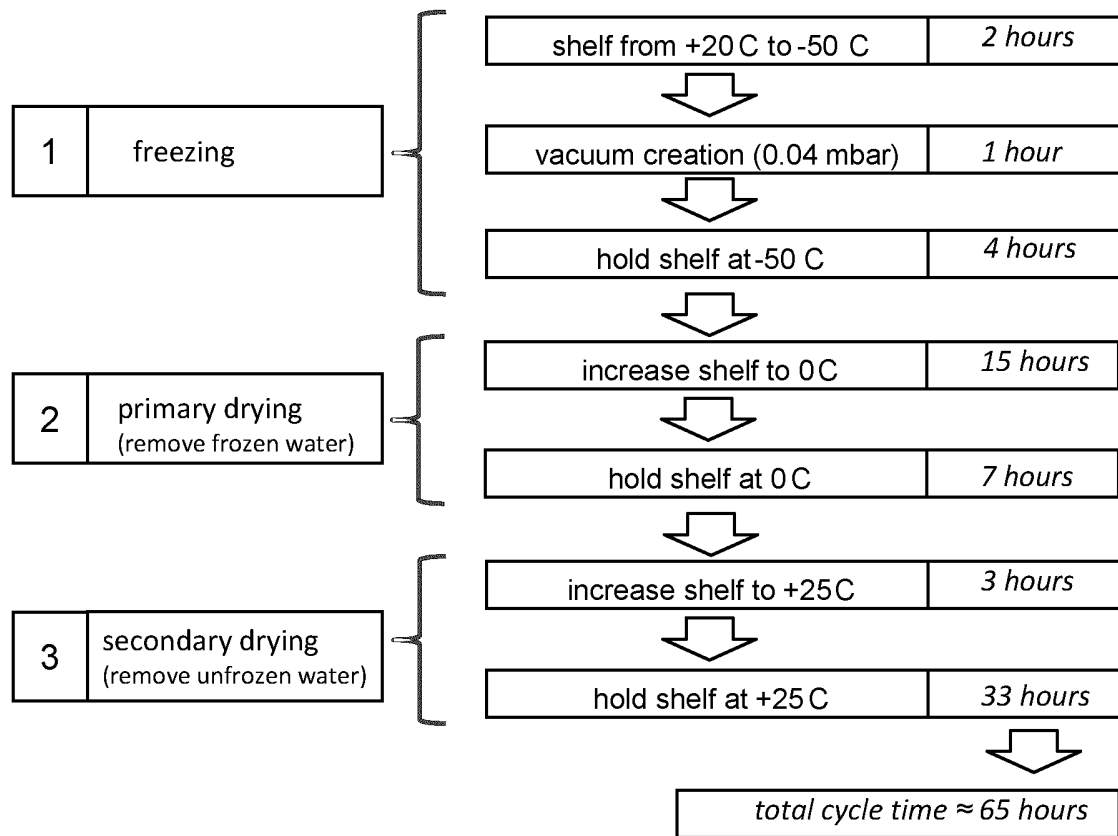 shelf from +20 C to -50 C
2 hours
1
freezing
vacuum creation (0.04 mbar)
1 hour
hold shelf at -50 C
4 hours
2
primary drying
(remove frozen water)
increase shelf to 0 C
15 hours
hold shelf at 0 C
7 hours
3
secondary drying
(remove unfrozen water)
increase shelf to +25 C
3 hours
hold shelf at +25 C
33 hours
total cycle time ≈ 65 hours